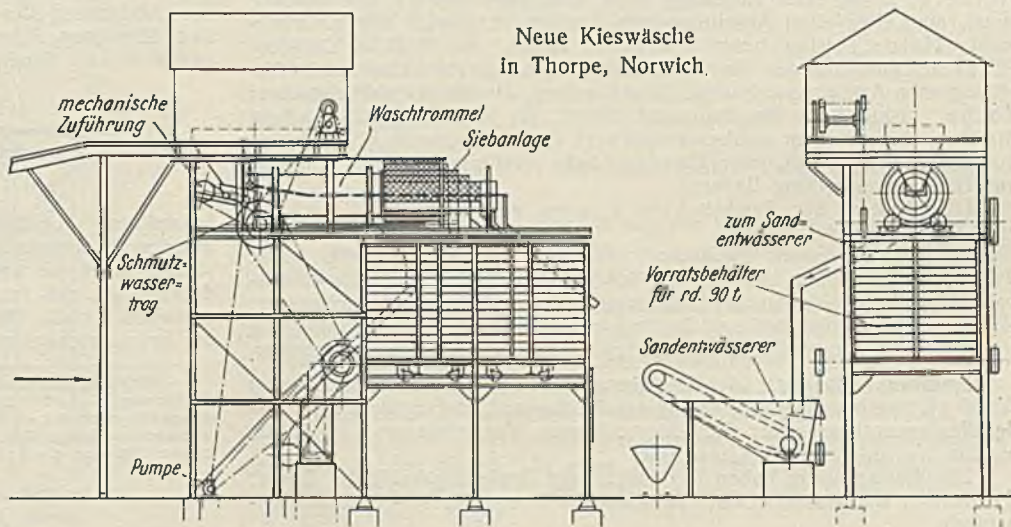 Neue Kieswäsche
in Thorpe, Norwich
mechanische
Zuführung
Waschtrommel
Siebanlage
Schmutz=
wasser=
trog
Pumpe
zum Sand=
entwässerer
Vorratsbehälter
für rd. 90 t
Sandentwässerer